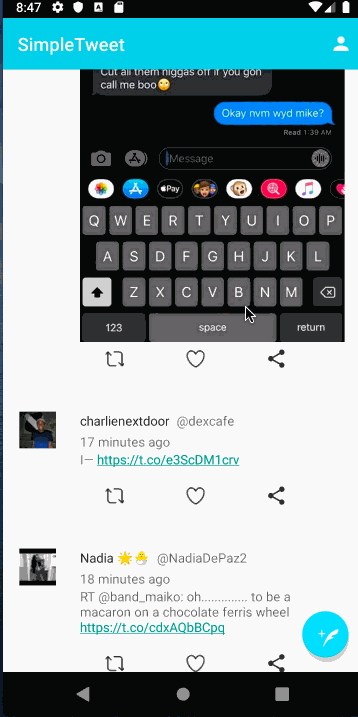 8:47
SimpleTweet
Cut all them niggas off if you gon
call me boo🙄
Okay nvm wyd mike?
Read 1:39 AM
Message
Pay
Q W E R T Y U I O P
A S D F G H J K L
Z X C V B N M
123 space return
charlienextdoor @dexcafe
17 minutes ago
I— https://t.co/e3ScDM1crv
Nadia 🌟🐣 @NadiaDePaz2
18 minutes ago
RT @band_maiko: oh.............. to be a
macaron on a chocolate ferris wheel
https://t.co/cdxAQbBCpq